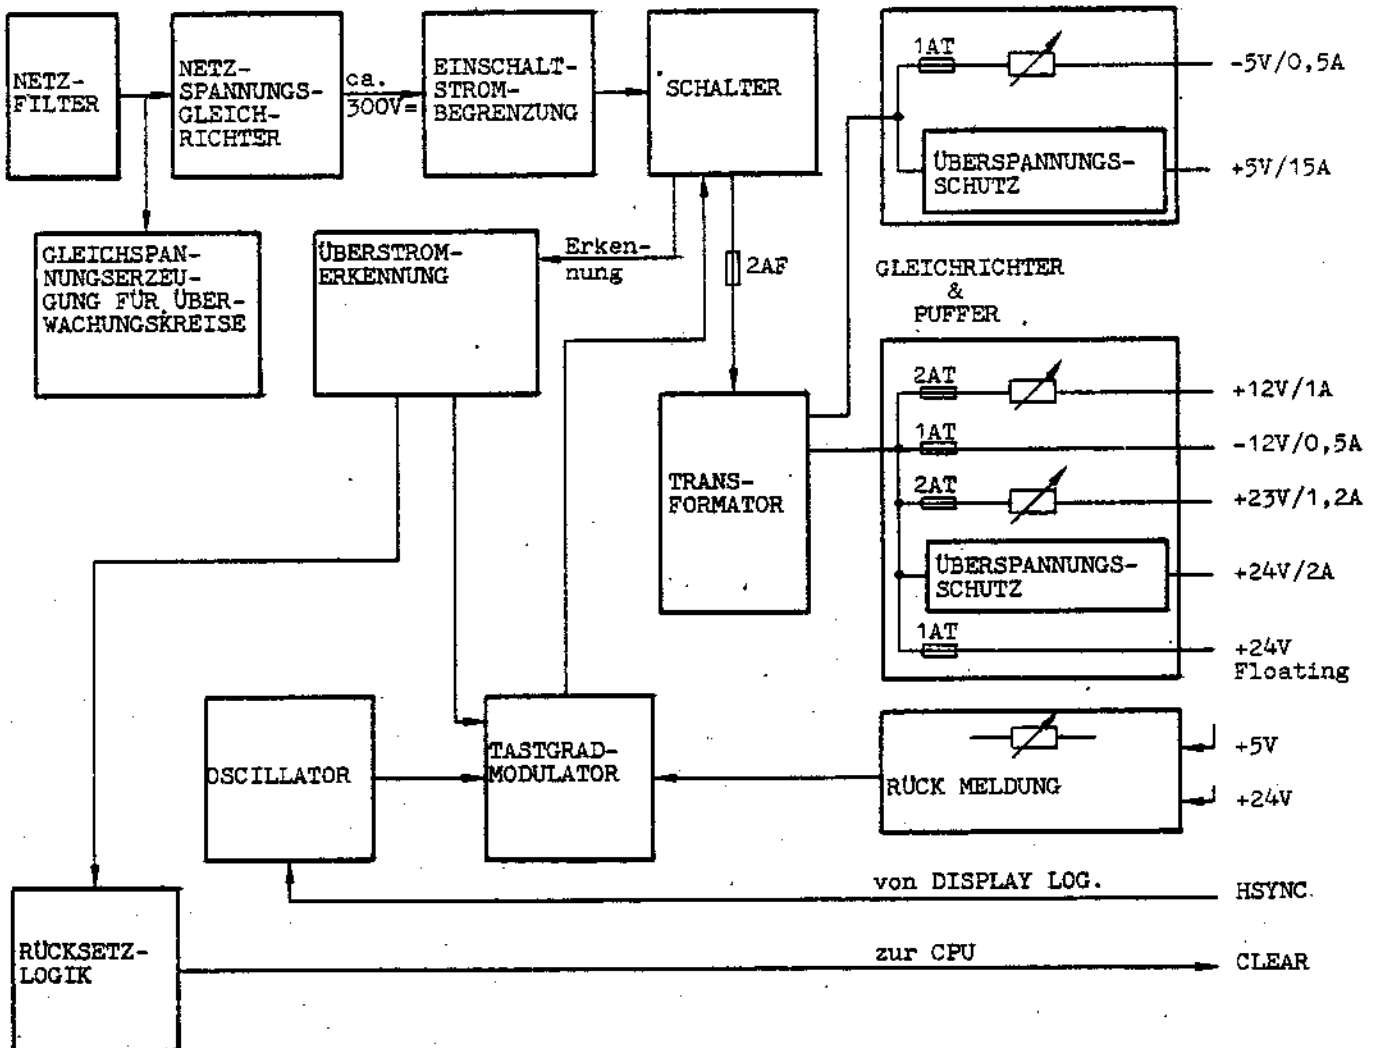 NETZ-
FILTER
NETZ-
SPANNUNGS-
GLEICH-
RICHTER
ca.
300V=
EINSCHALT-
STROM-
BEGRENZUNG
SCHALTER
1AT
-5V/0,5A
ÜBERSPANNUNGS-
SCHUTZ
+5V/15A
GLEICHSPAN-
NUNGSERZEU-
GUNG FÜR ÜBER-
WACHUNGSKREISE
ÜBERSTROM-
ERKENNUNG
Erken-
nung
2AF
GLEICHRICHTER
&
PUFFER
TRANS-
FORMATOR
2AT
+12V/1A
1AT
-12V/0,5A
2AT
+23V/1,2A
ÜBERSPANNUNGS-
SCHUTZ
+24V/2A
1AT
+24V
Floating
OSCILLATOR
TASTGRAD-
MODULATOR
RÜCK MELDUNG
+5V
+24V
von DISPLAY LOG.
HSYNC
RÜCKSETZ-
LOGIK
zur CPU
CLEAR